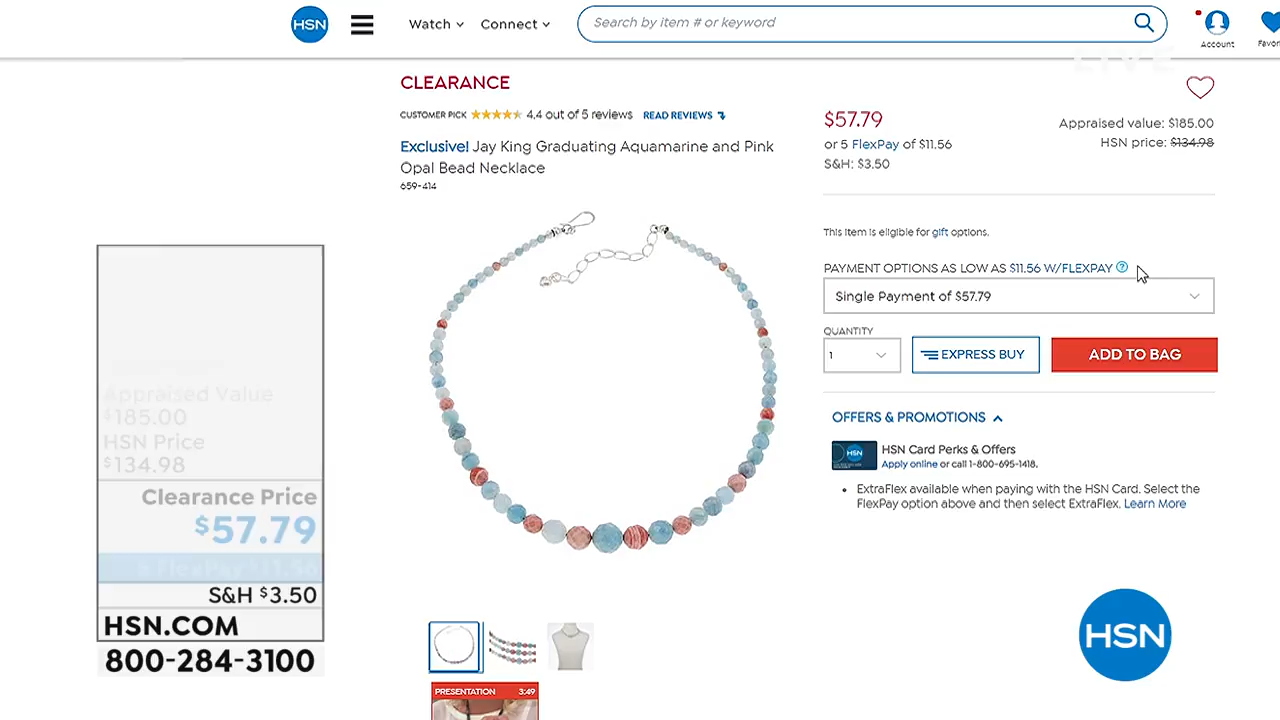 HSN
Watch
Connect
Search by item # or keyword
Account
LIVE
CLEARANCE
CUSTOMER PICK 4.4 out of 5 reviews READ REVIEWS
Exclusive! Jay King Graduating Aquamarine and Pink
Opal Bead Necklace
659-414
$57.79
or 5 FlexPay of $11.56
S&H: $3.50
Appraised value: $185.00
HSN price: $134.98
This item is eligible for gift options.
PAYMENT OPTIONS AS LOW AS $11.56 W/FLEXPAY ?
Single Payment of $57.79
QUANTITY
1
EXPRESS BUY
ADD TO BAG
OFFERS & PROMOTIONS
HSN
HSN Card Perks & Offers
Apply online or call 1-800-695-1418.
• ExtraFlex available when paying with the HSN Card. Select the
FlexPay option above and then select ExtraFlex. Learn More
Appraised Value
$185.00
HSN Price
$134.98
Clearance Price
$57.79
FlexPay $11.56
S&H $3.50
HSN.COM
800-284-3100
PRESENTATION 3:49
HSN